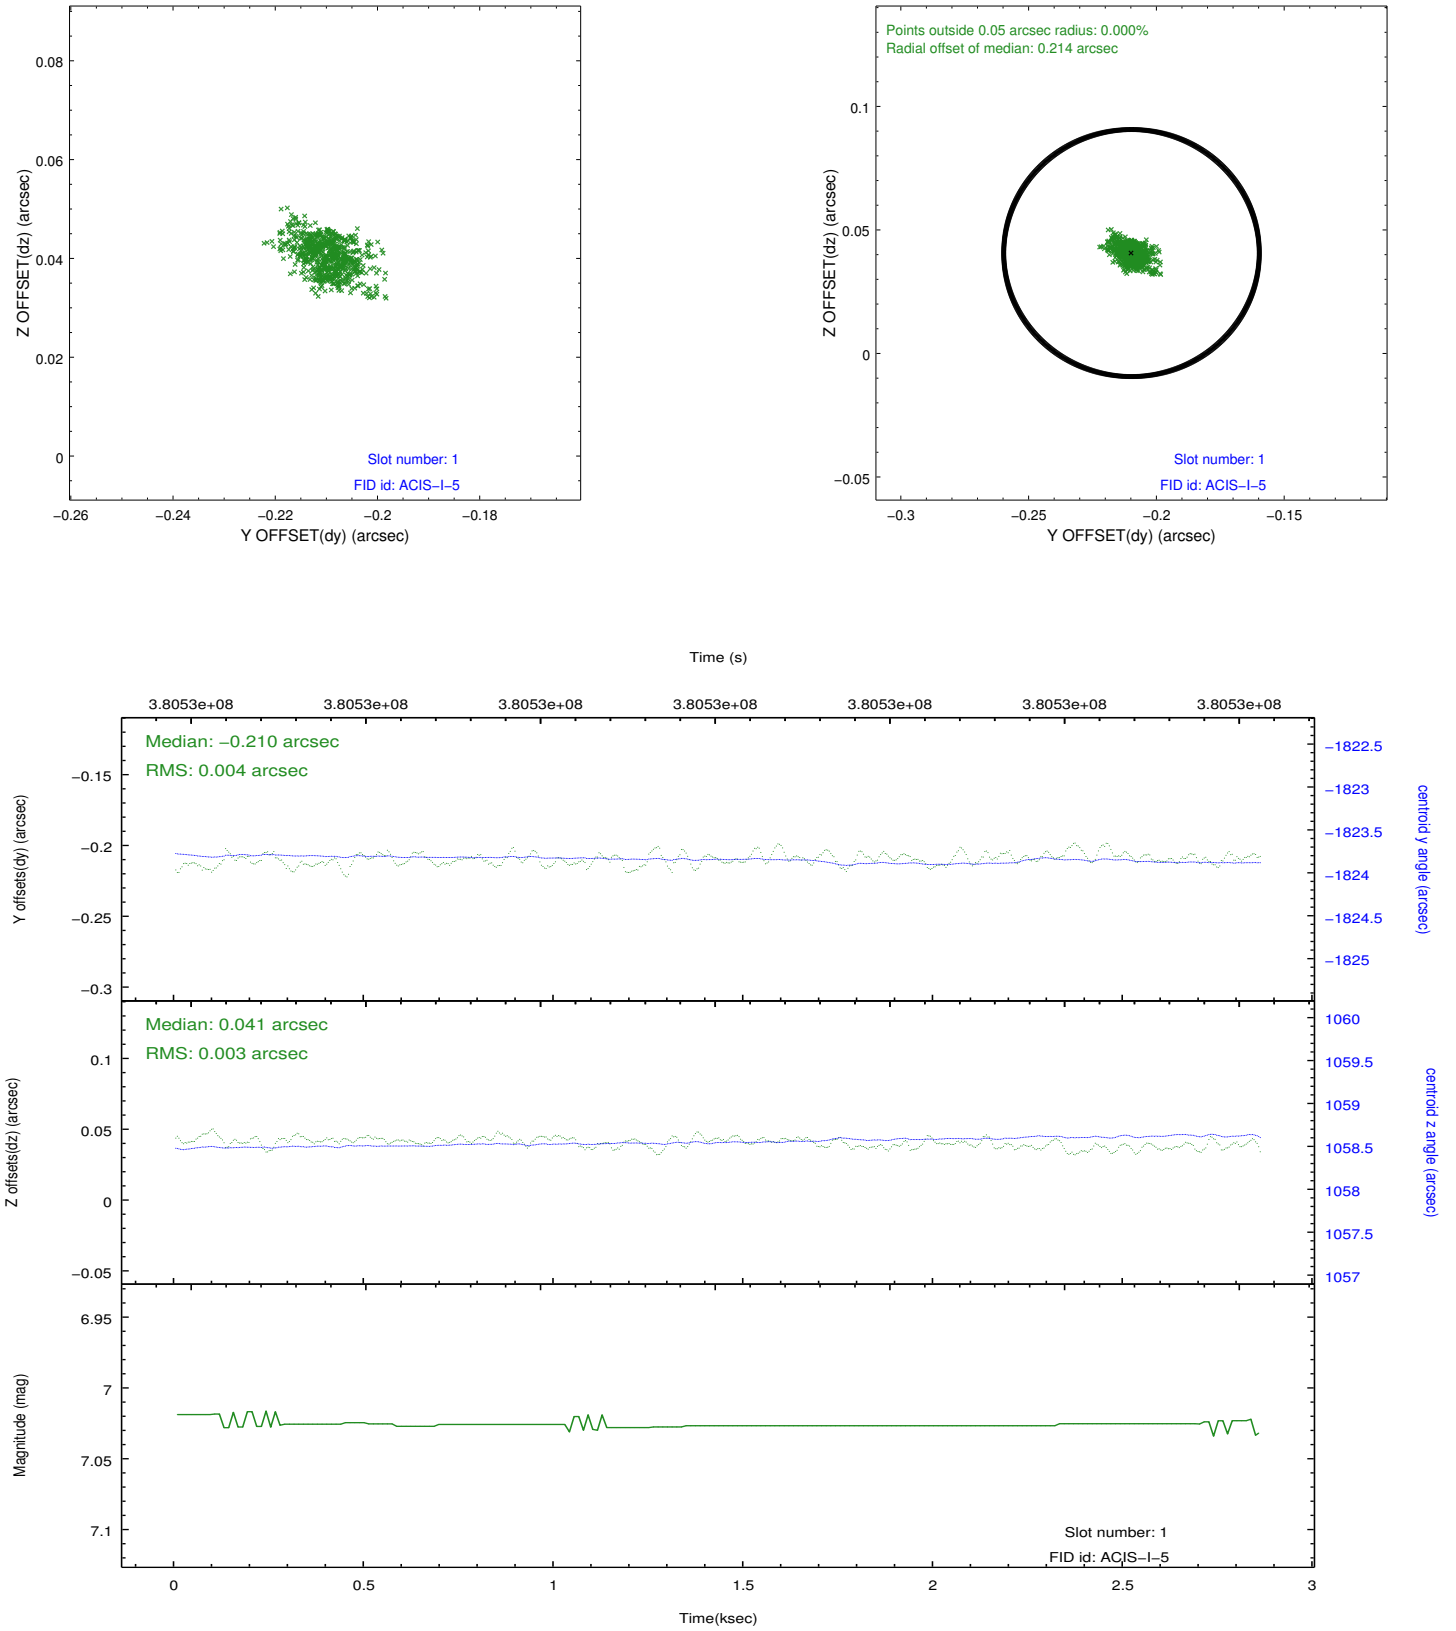 0.08
0.06
0.04
0.02
0
Z OFFSET(dz) (arcsec)
Slot number: 1
FID id: ACIS−I−5
−0.26
−0.24
−0.22
−0.2
−0.18
Y OFFSET(dy) (arcsec)
Points outside 0.05 arcsec radius: 0.000%
Radial offset of median: 0.214 arcsec
0.1
0.05
0
−0.05
Z OFFSET(dz) (arcsec)
Slot number: 1
FID id: ACIS−I−5
−0.3
−0.25
−0.2
−0.15
Y OFFSET(dy) (arcsec)
Time (s)
3.8053e+08
3.8053e+08
3.8053e+08
3.8053e+08
3.8053e+08
3.8053e+08
3.8053e+08
Median: −0.210 arcsec
RMS: 0.004 arcsec
−0.15
−0.2
−0.25
−0.3
Y offsets(dy) (arcsec)
−1822.5
−1823
−1823.5
−1824
−1824.5
−1825
centroid y angle (arcsec)
Median: 0.041 arcsec
RMS: 0.003 arcsec
0.1
0.05
0
−0.05
Z offsets(dz) (arcsec)
1060
1059.5
1059
1058.5
1058
1057.5
1057
centroid z angle (arcsec)
6.95
7
7.05
7.1
Magnitude (mag)
Slot number: 1
FID id: ACIS−I−5
0
0.5
1
1.5
2
2.5
3
Time(ksec)